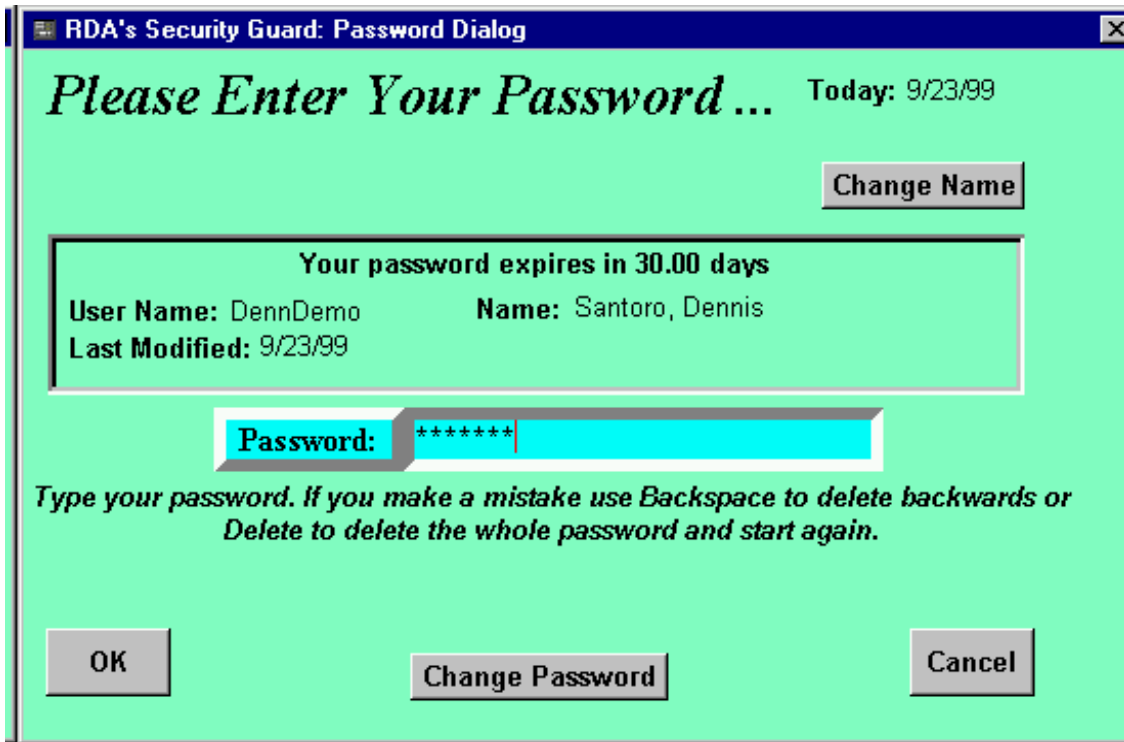 RDA's Security Guard: Password Dialog
Please Enter Your Password ... Today: 9/23/99
Change Name
Your password expires in 30.00 days
User Name: DennDemo Name: Santoro, Dennis
Last Modified: 9/23/99
Password: *******
Type your password. If you make a mistake use Backspace to delete backwards or
Delete to delete the whole password and start again.
OK Change Password Cancel